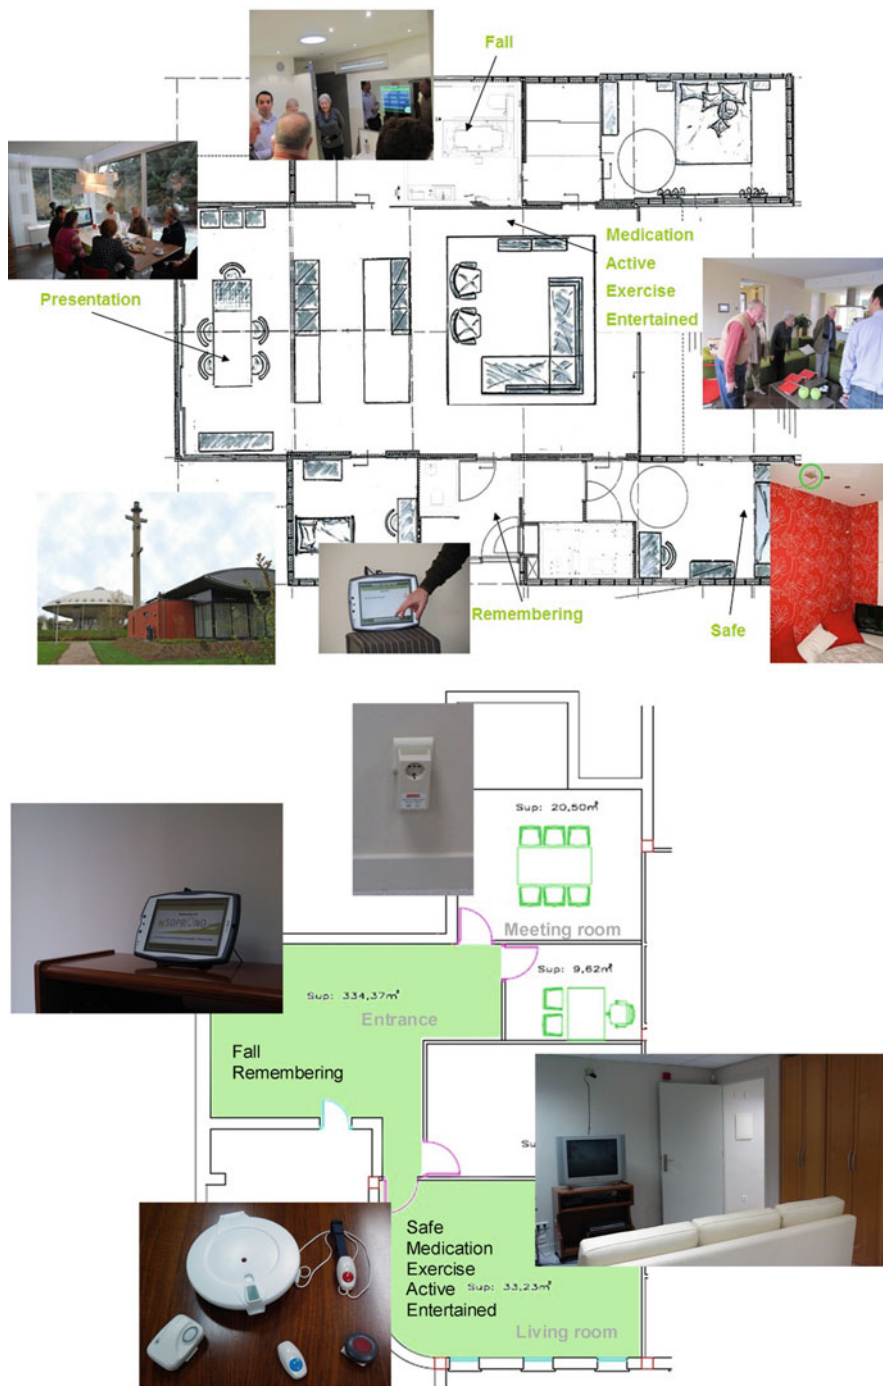 Fall
Medication
Active
Exercise
Entertained
Presentation
Remembering
Safe
Sup: 20,50m²
Meeting room
Sup: 9,62m²
Sup: 334,37m²
Entrance
Fall
Remembering
SOPRANO
Safe
Medication
Exercise
Active
Sup: 33,23m²
Entertained
Living room